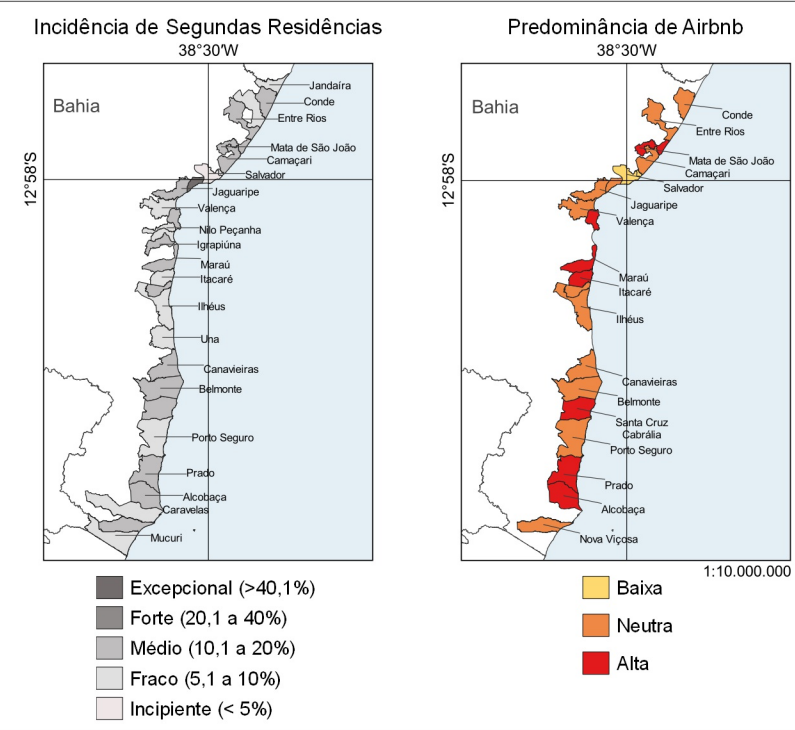 Incidência de Segundas Residências
38°30'W
Bahia
12°58'S
Jandaíra
Conde
Entre Rios
Mata de São João
Camaçari
Salvador
Jaguaripe
Valença
Nilo Peçanha
Igrapiúna
Maraú
Itacaré
Ilhéus
Una
Canavieiras
Belmonte
Porto Seguro
Prado
Alcobaça
Caravelas
Mucuri
Excepcional (>40,1%)
Forte (20,1 a 40%)
Médio (10,1 a 20%)
Fraco (5,1 a 10%)
Incipiente (< 5%)
Predominância de Airbnb
38°30'W
Bahia
12°58'S
Conde
Entre Rios
Mata de São João
Camaçari
Salvador
Jaguaripe
Valença
Maraú
Itacaré
Ilhéus
Canavieiras
Belmonte
Santa Cruz
Cabrália
Porto Seguro
Prado
Alcobaça
Nova Viçosa
1:10.000.000
Baixa
Neutra
Alta